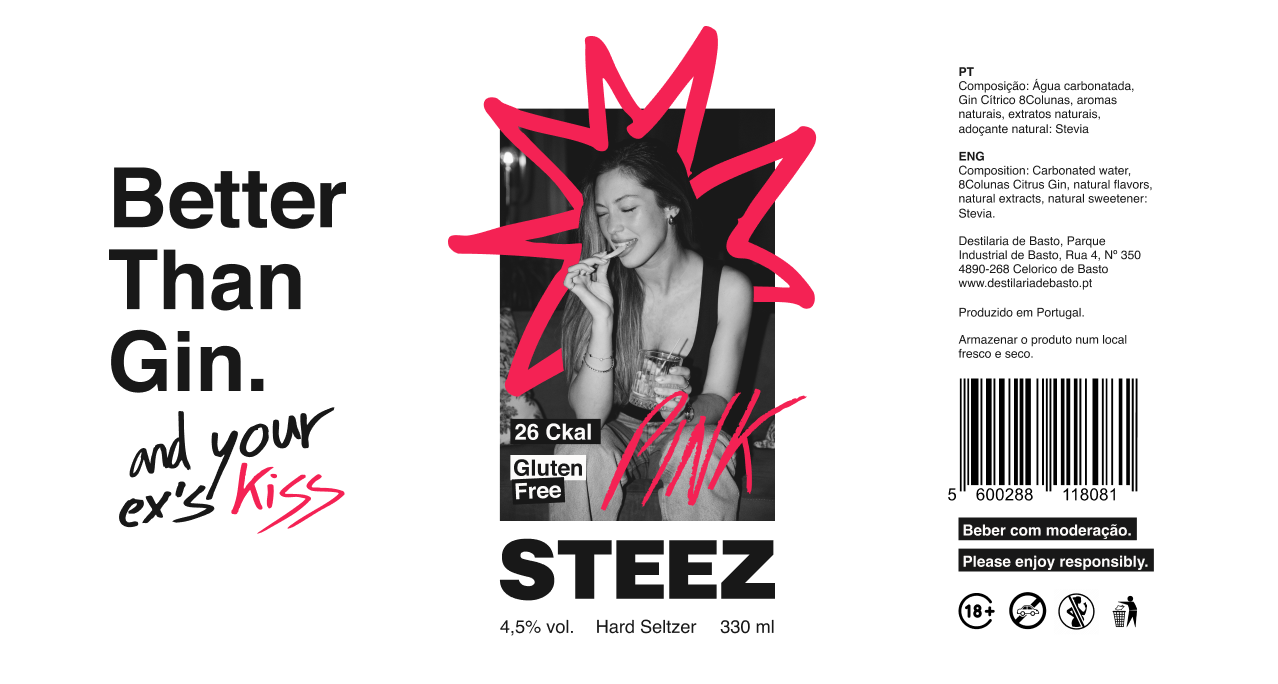 Better
Than
Gin.
and your
ex's Kiss
26 Ckal
Gluten
Free
PINK
STEEZ
4,5% vol. Hard Seltzer 330 ml
PT
Composição: Água carbonatada,
Gin Cítrico 8Colunas, aromas
naturais, extratos naturais,
adoçante natural: Stevia
ENG
Composition: Carbonated water,
8Colunas Citrus Gin, natural flavors,
natural extracts, natural sweetener:
Stevia.
Destilaria de Basto, Parque
Industrial de Basto, Rua 4, Nº 350
4890-268 Celorico de Basto
www.destilariadebasto.pt
Produzido em Portugal.
Armazenar o produto num local
fresco e seco.
5 600288 118081
Beber com moderação.
Please enjoy responsibly.
18+